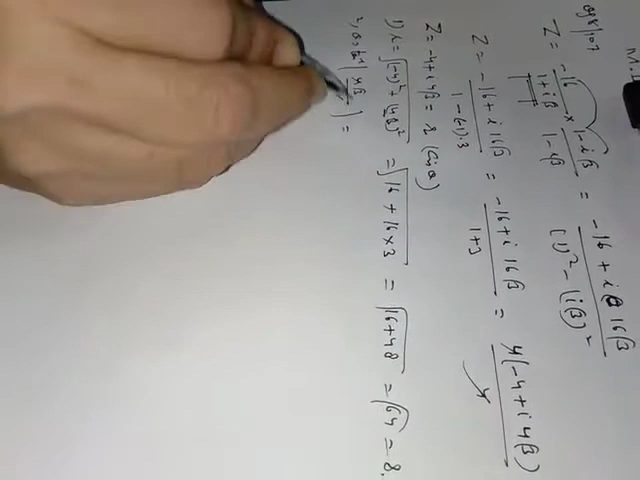 Z = -16/(1+i√3) × (1-i√3)/(1-i√3) = (-16+i 16√3)/((1)² - (i√3)²)
Z = (-16+i 16√3)/(1-(-1)·3) = (-16+i 16√3)/(1+3) = 4(-4+i 4√3)/4
Z = -4+i 4√3 = r (Cosθ)
1) r = √((-4)²+(4√3)²) = √(16+16×3) = √(16+48) = √64 = 8.